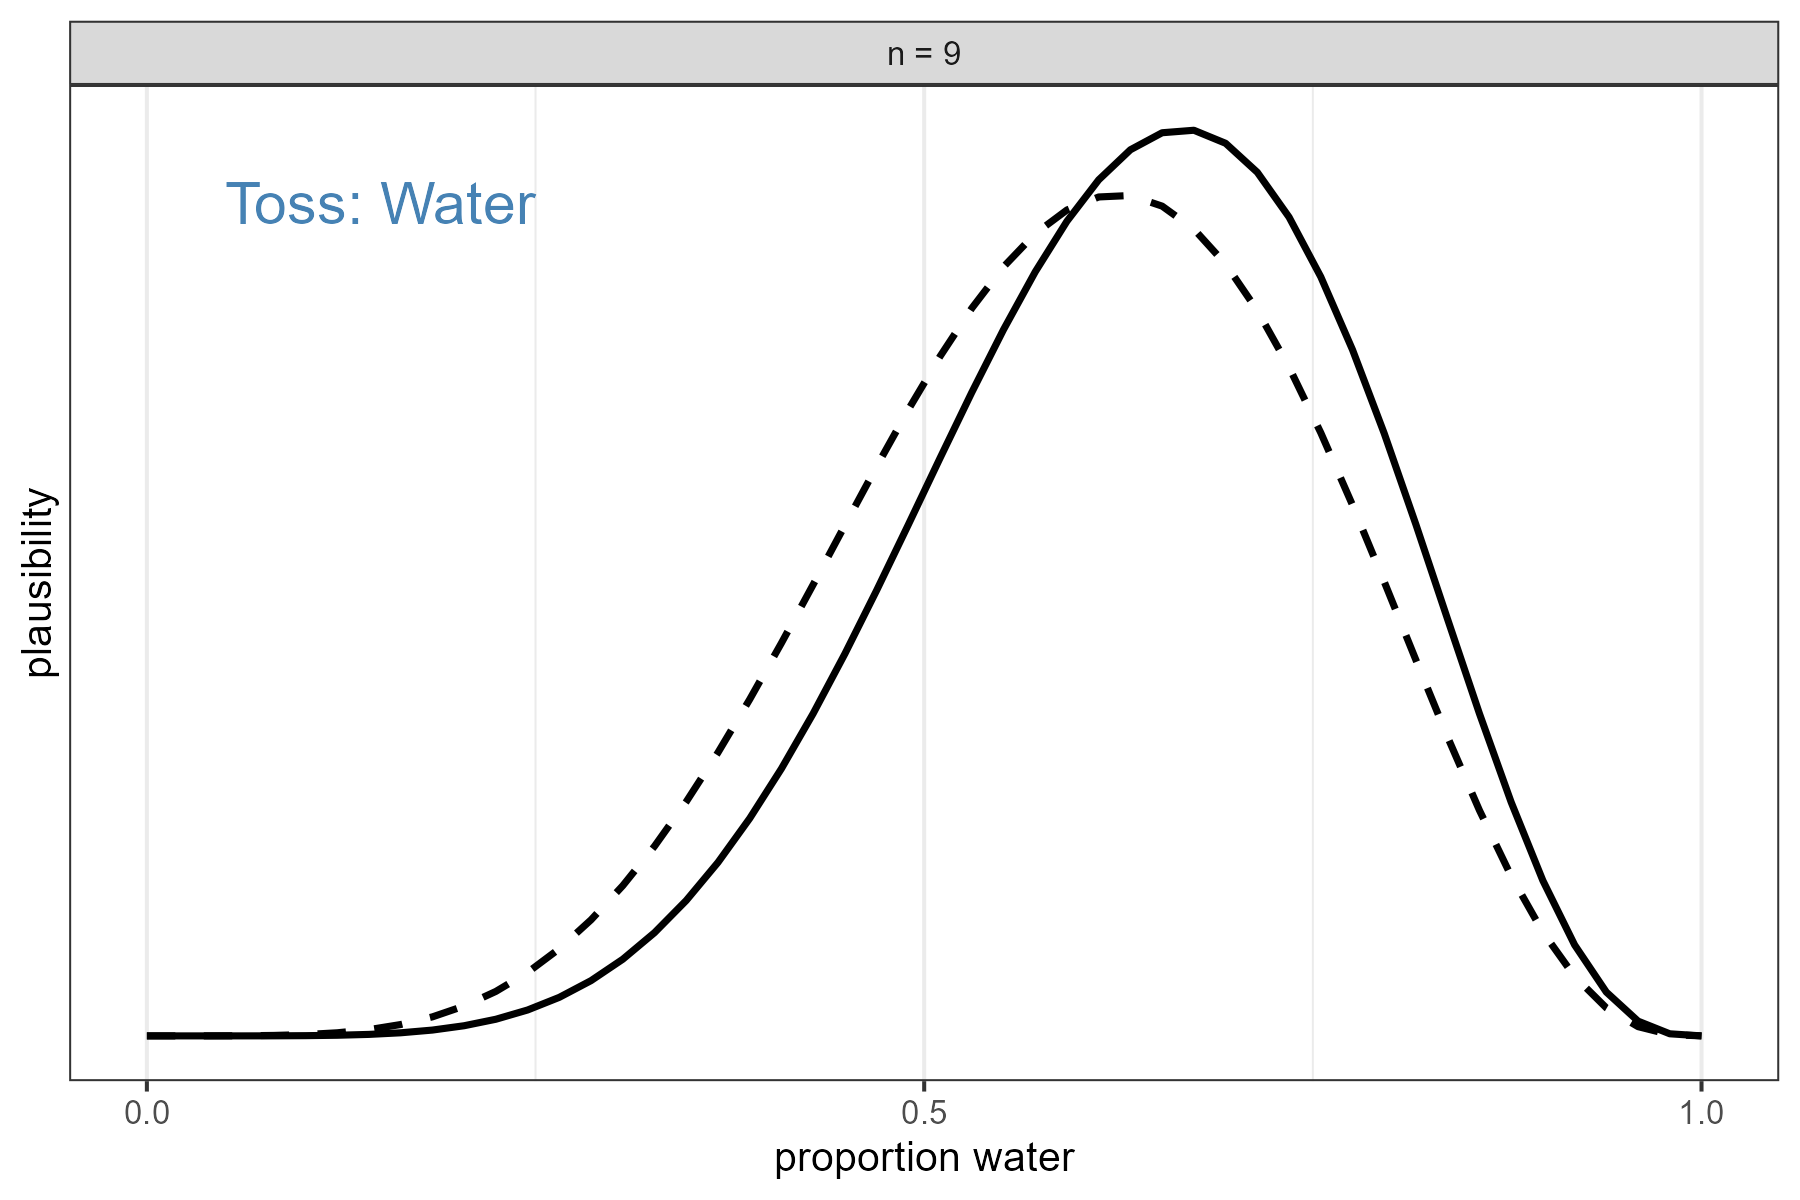 n = 9
Toss: Water
plausibility
0.0 0.5 1.0
proportion water